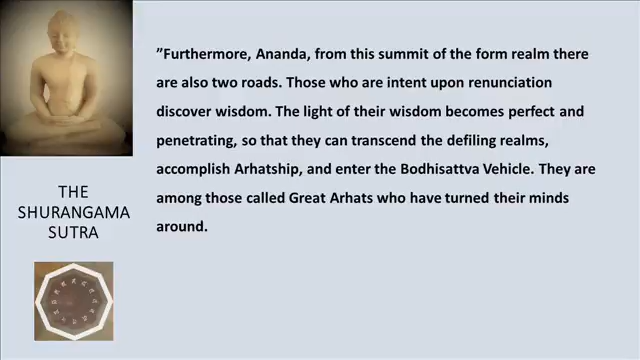 "Furthermore, Ananda, from this summit of the form realm there
are also two roads. Those who are intent upon renunciation
discover wisdom. The light of their wisdom becomes perfect and
penetrating, so that they can transcend the defiling realms,
accomplish Arhatship, and enter the Bodhisattva Vehicle. They are
among those called Great Arhats who have turned their minds
around.
THE
SHURANGAMA
SUTRA